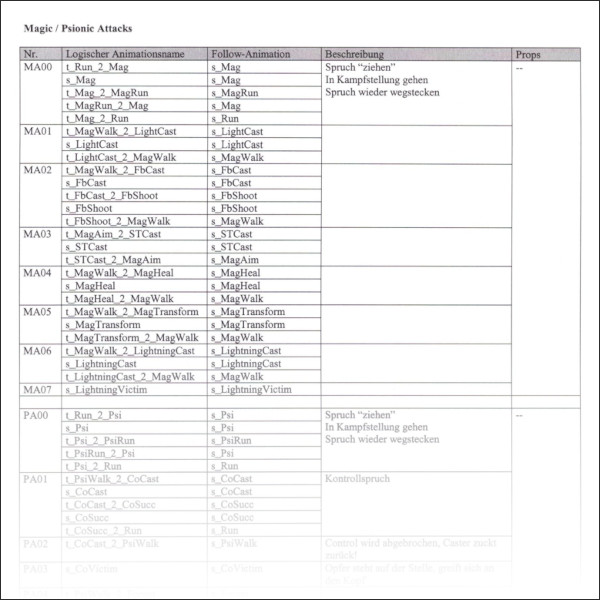 Magic / Psionic Attacks
Nr. Logischer Animationsname Follow-Animation Beschreibung Props
MA00 t_Run_2_Mag s_Mag Spruch “ziehen” --
s_Mag s_Mag In Kampfstellung gehen
t_Mag_2_MagRun s_MagRun Spruch wieder wegstecken
t_MagRun_2_Mag s_Mag
t_Mag_2_Run s_Run
MA01 t_MagWalk_2_LightCast s_LightCast
s_LightCast s_LightCast
t_LightCast_2_MagWalk s_MagWalk
MA02 t_MagWalk_2_FbCast s_FbCast
s_FbCast s_FbCast
t_FbCast_2_FbShoot s_FbShoot
s_FbShoot s_FbShoot
t_FbShoot_2_MagWalk s_MagWalk
MA03 t_MagAim_2_STCast s_STCast
s_STCast s_STCast
t_STCast_2_MagAim s_MagAim
MA04 t_MagWalk_2_MagHeal s_MagHeal
s_MagHeal s_MagHeal
t_MagHeal_2_MagWalk s_MagWalk
MA05 t_MagWalk_2_MagTransform s_MagTransform
s_MagTransform s_MagTransform
t_MagTransform_2_MagWalk s_MagWalk
MA06 t_MagWalk_2_LightningCast s_LightningCast
s_LightningCast s_LightningCast
t_LightningCast_2_MagWalk s_MagWalk
MA07 s_LightningVictim s_LightningVictim
PA00 t_Run_2_Psi s_Psi Spruch “ziehen” --
s_Psi s_Psi In Kampfstellung gehen
t_Psi_2_PsiRun s_PsiRun Spruch wieder wegstecken
t_PsiRun_2_Psi s_Psi
t_Psi_2_Run s_Run
PA01 t_PsiWalk_2_CoCast s_CoCast Kontrollspruch
s_CoCast s_CoCast
t_CoCast_2_CoSucc s_CoSucc
s_CoSucc s_CoSucc
t_CoSucc_2_Run s_Run
PA02 t_CoCast_2_PsiWalk s_PsiWalk Control wird abgebrochen, Caster zuckt
zurück!
PA03 s_CoVictim s_CoVictim Opfer steht auf der Stelle, greift sich an
den Kopf